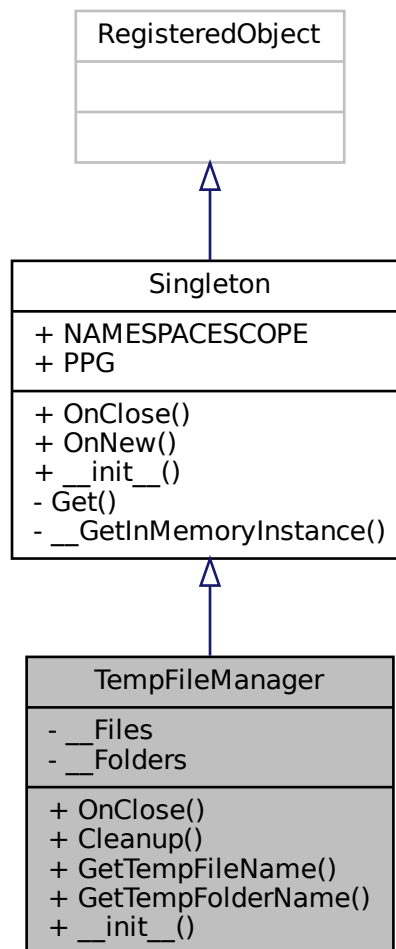 RegisteredObject
Singleton
+ NAMESPACESCOPE
+ PPG
+ OnClose()
+ OnNew()
+ __init__()
- Get()
- __GetInMemoryInstance()
TempFileManager
- __Files
- __Folders
+ OnClose()
+ Cleanup()
+ GetTempFileName()
+ GetTempFolderName()
+ __init__()